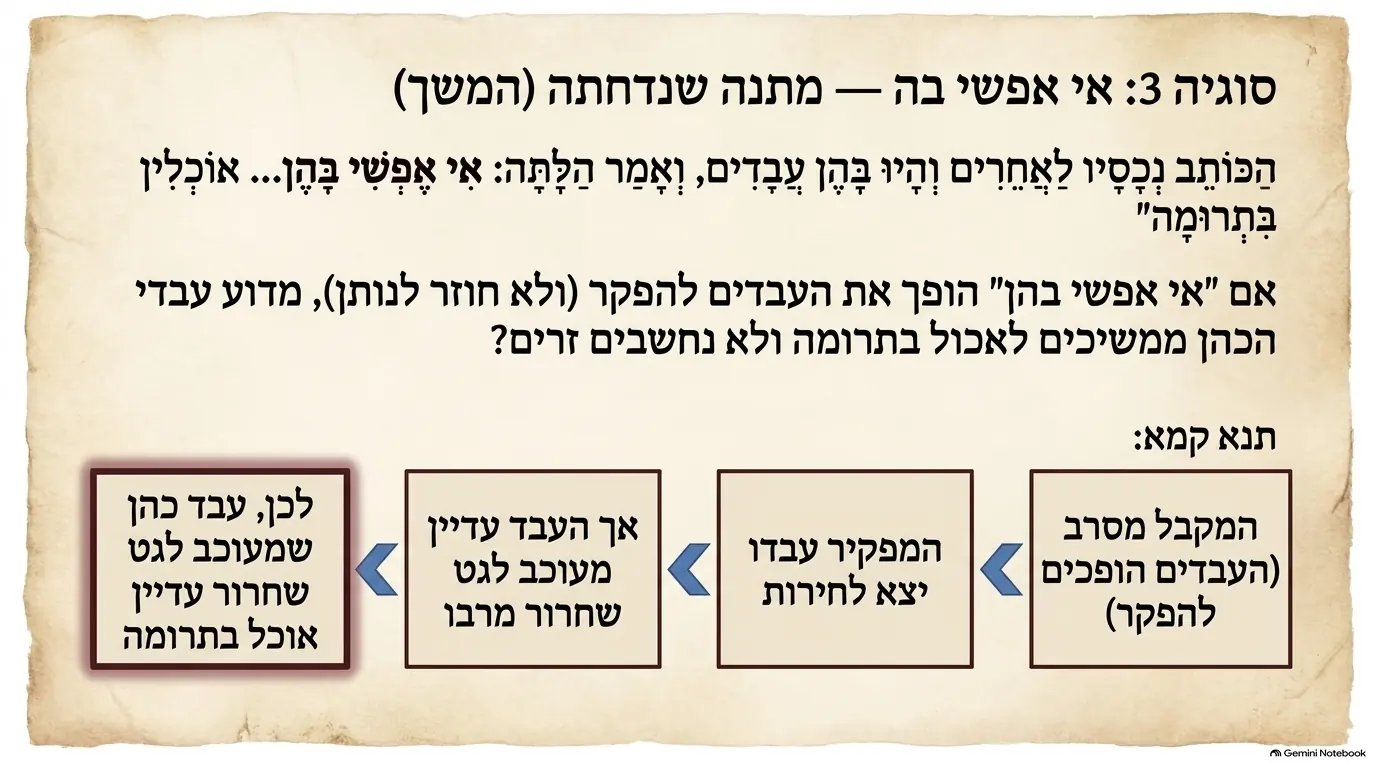 סוגיה 3: אי אפשי בה — מתנה שנדחתה (המשך)
הַכּוֹתֵב נְכָסָיו לַאֲחֵרִים וְהָיוּ בָּהֶן עֲבָדִים, וְאָמַר הַלָּתָּה: אִי אֶפְשִׁי בָּהֶן... אוֹכְלִין
בִּתְרוּמָה"
אם "אי אפשי בהן" הופך את העבדים להפקר (ולא חוזר לנותן), מדוע עבדי
הכהן ממשיכים לאכול בתרומה ולא נחשבים זרים?
תנא קמא:
המקבל מסרב
(העבדים הופכים
להפקר)
המפקיר עבדו
יצא לחירות
אך העבד עדיין
מעוכב לגט
שחרור מרבו
לכן, עבד כהן
שמעוכב לגט
שחרור עדיין
אוכל בתרומה
Gemini Notebook